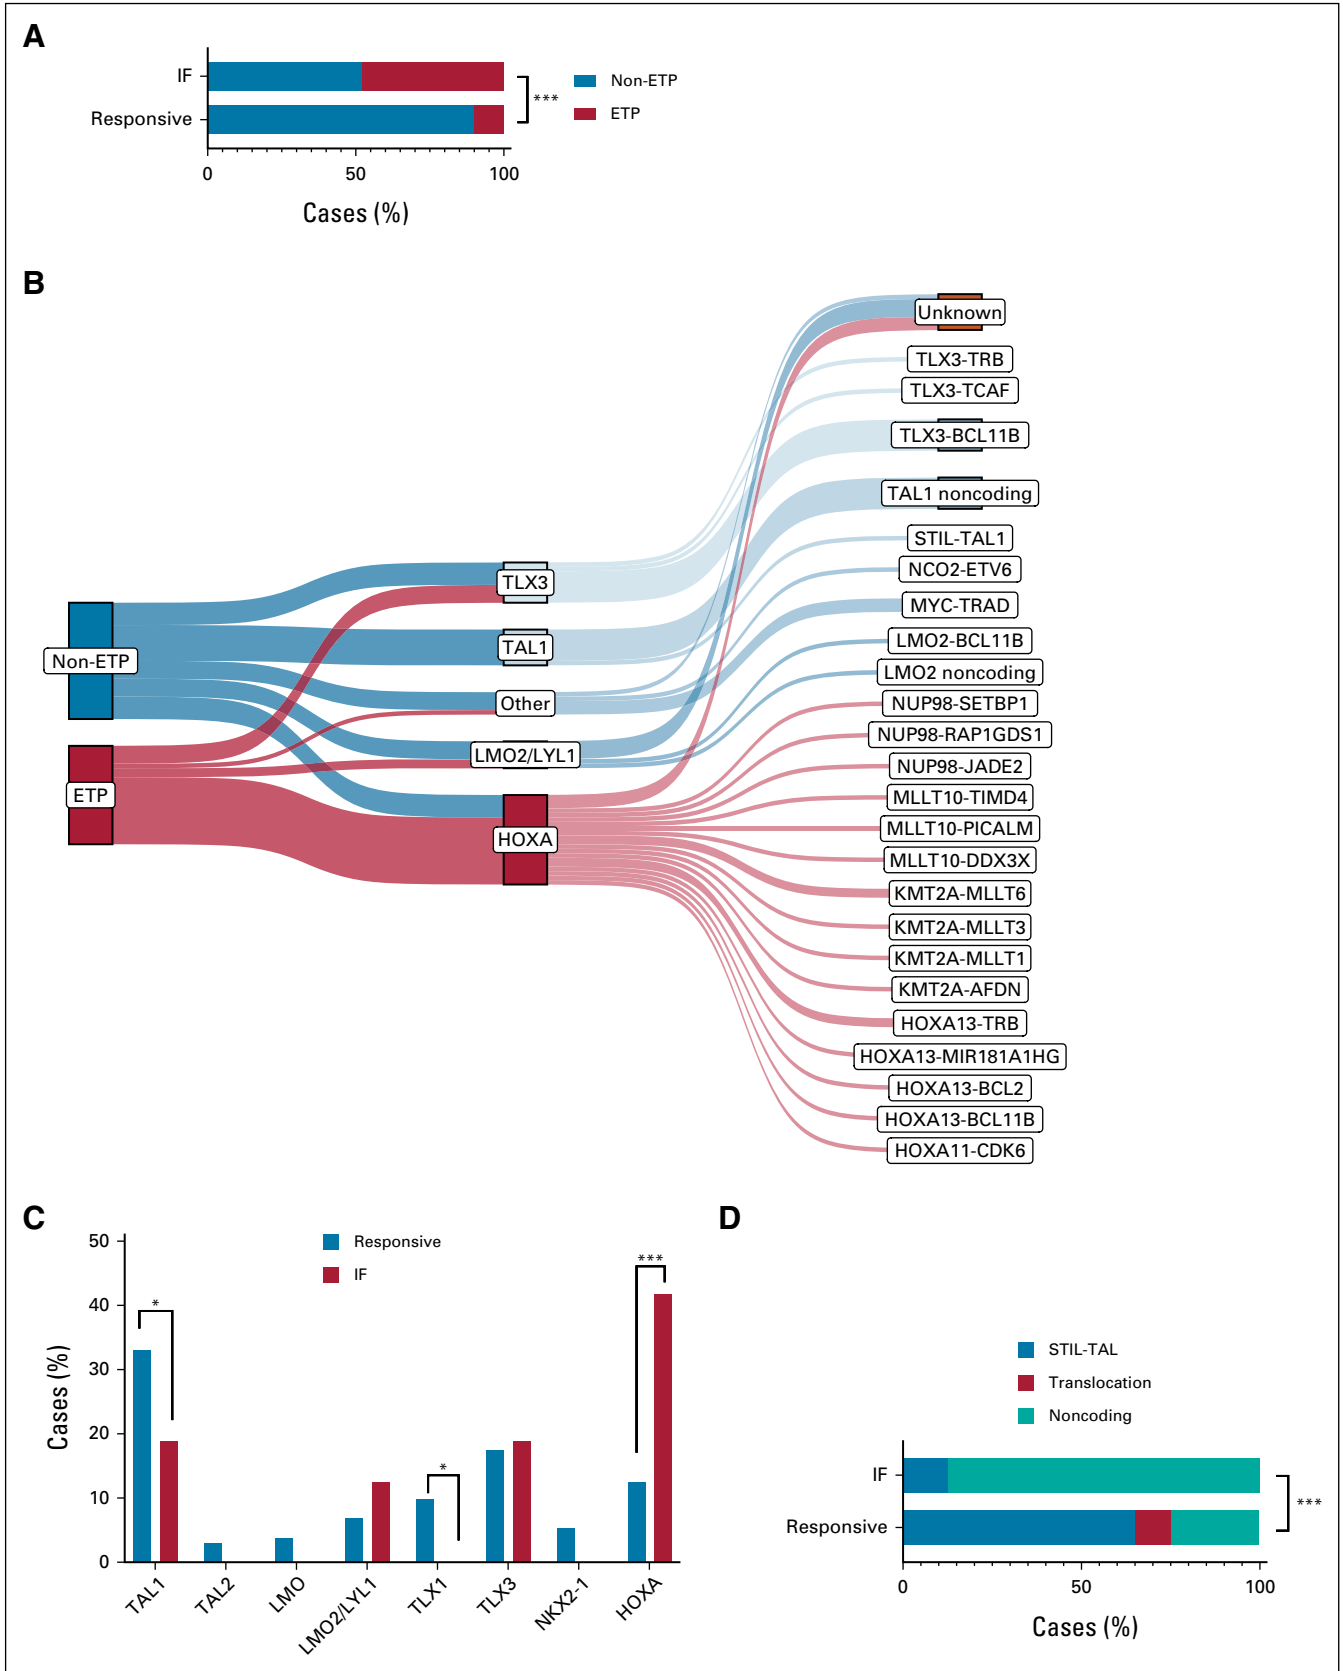 A
IF
Responsive
0
50
100
Cases (%)
***
Non-ETP
ETP
B
Non-ETP
ETP
TLX3
TAL1
Other
LMO2/LYL1
HOXA
Unknown
TLX3-TRB
TLX3-TCAF
TLX3-BCL11B
TAL1 noncoding
STIL-TAL1
NCO2-ETV6
MYC-TRAD
LMO2-BCL11B
LMO2 noncoding
NUP98-SETBP1
NUP98-RAP1GDS1
NUP98-JADE2
MLLT10-TIMD4
MLLT10-PICALM
MLLT10-DDX3X
KMT2A-MLLT6
KMT2A-MLLT3
KMT2A-MLLT1
KMT2A-AFDN
HOXA13-TRB
HOXA13-MIR181A1HG
HOXA13-BCL2
HOXA13-BCL11B
HOXA11-CDK6
C
Cases (%)
50
40
30
20
10
0
Responsive
IF
*
*
***
TAL1
TAL2
LMO
LMO2/LYL1
TLX1
TLX3
NKX2-1
HOXA
D
STIL-TAL
Translocation
Noncoding
IF
Responsive
***
0
50
100
Cases (%)